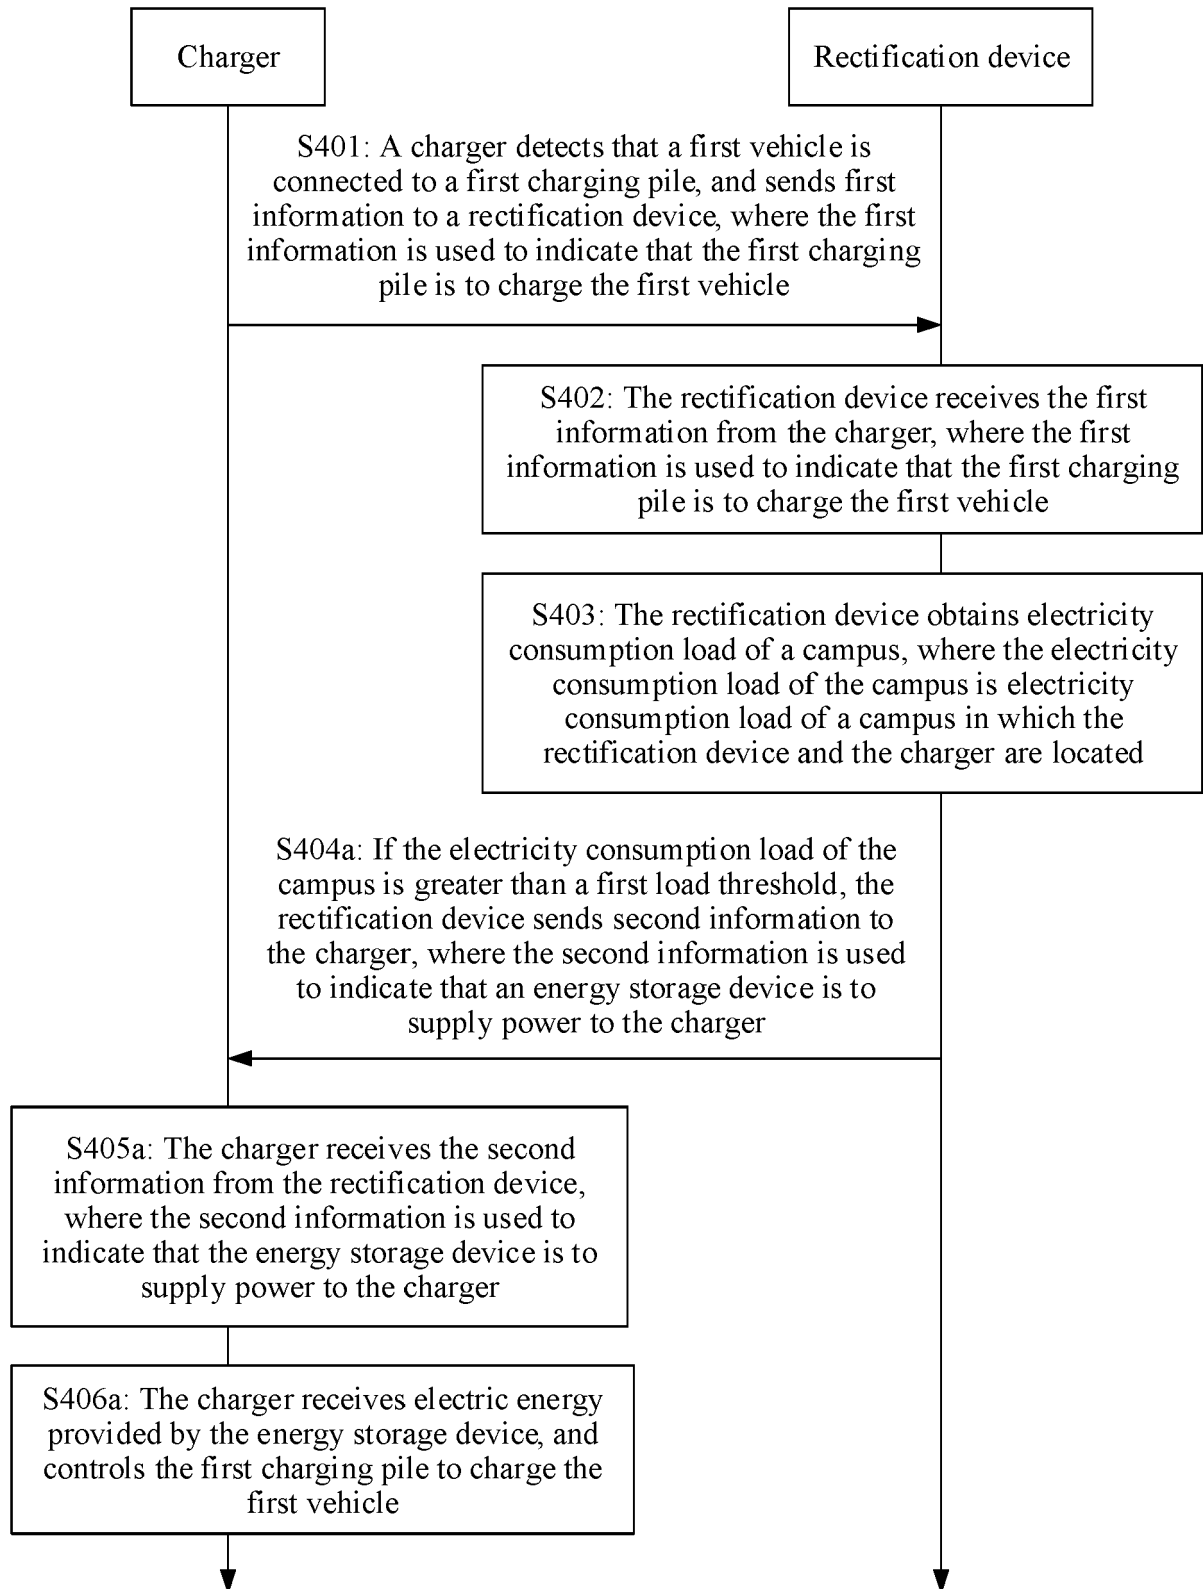 Charger
Rectification device
S401: A charger detects that a first vehicle is
connected to a first charging pile, and sends first
information to a rectification device, where the first
information is used to indicate that the first charging
pile is to charge the first vehicle
S402: The rectification device receives the first
information from the charger, where the first
information is used to indicate that the first charging
pile is to charge the first vehicle
S403: The rectification device obtains electricity
consumption load of a campus, where the electricity
consumption load of the campus is electricity
consumption load of a campus in which the
rectification device and the charger are located
S404a: If the electricity consumption load of the
campus is greater than a first load threshold, the
rectification device sends second information to
the charger, where the second information is used
to indicate that an energy storage device is to
supply power to the charger
S405a: The charger receives the second
information from the rectification device,
where the second information is used to
indicate that the energy storage device is to
supply power to the charger
S406a: The charger receives electric energy
provided by the energy storage device, and
controls the first charging pile to charge the
first vehicle